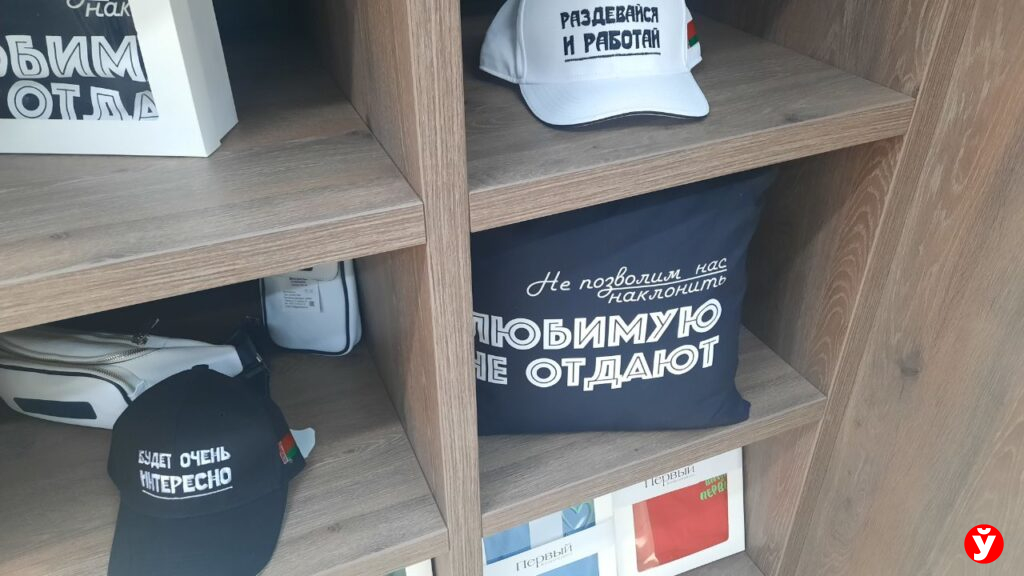 РАЗДЕВАЙСЯ
И РАБОТАЙ
Не позволим нас
наклонить
ЛЮБИМУЮ
НЕ ОТДАЮТ
БУДЕТ ОЧЕНЬ
ИНТЕРЕСНО
Первый
Первый
Ў